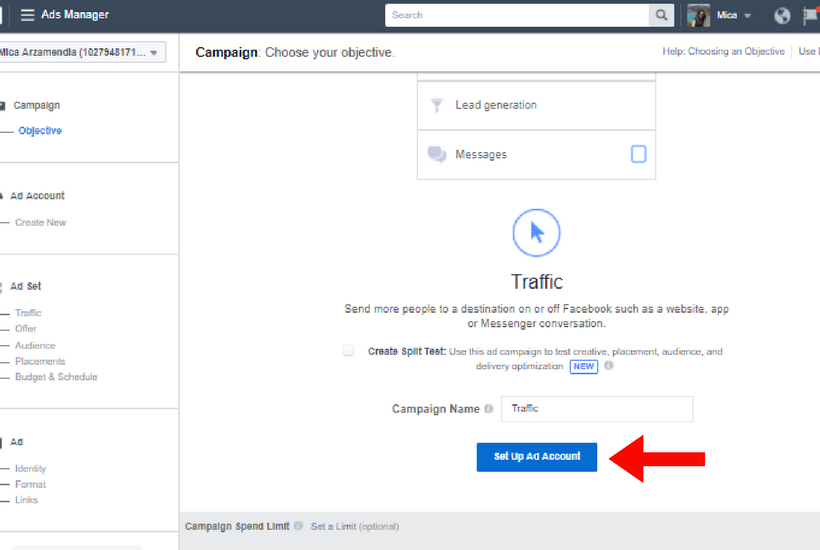 Ads Manager
Search
Mica
Mica Arzamendia (1027948171...
Campaign: Choose your objective.
Help: Choosing an Objective
Use
Campaign
Objective
Ad Account
Create New
Ad Set
Traffic
Offer
Audience
Placements
Budget & Schedule
Ad
Identity
Format
Links
Lead generation
Messages
Traffic
Send more people to a destination on or off Facebook such as a website, app
or Messenger conversation.
Create Split Test: Use this ad campaign to test creative, placement, audience, and
delivery optimization NEW
Campaign Name
Traffic
Set Up Ad Account
Campaign Spend Limit
Set a Limit (optional)